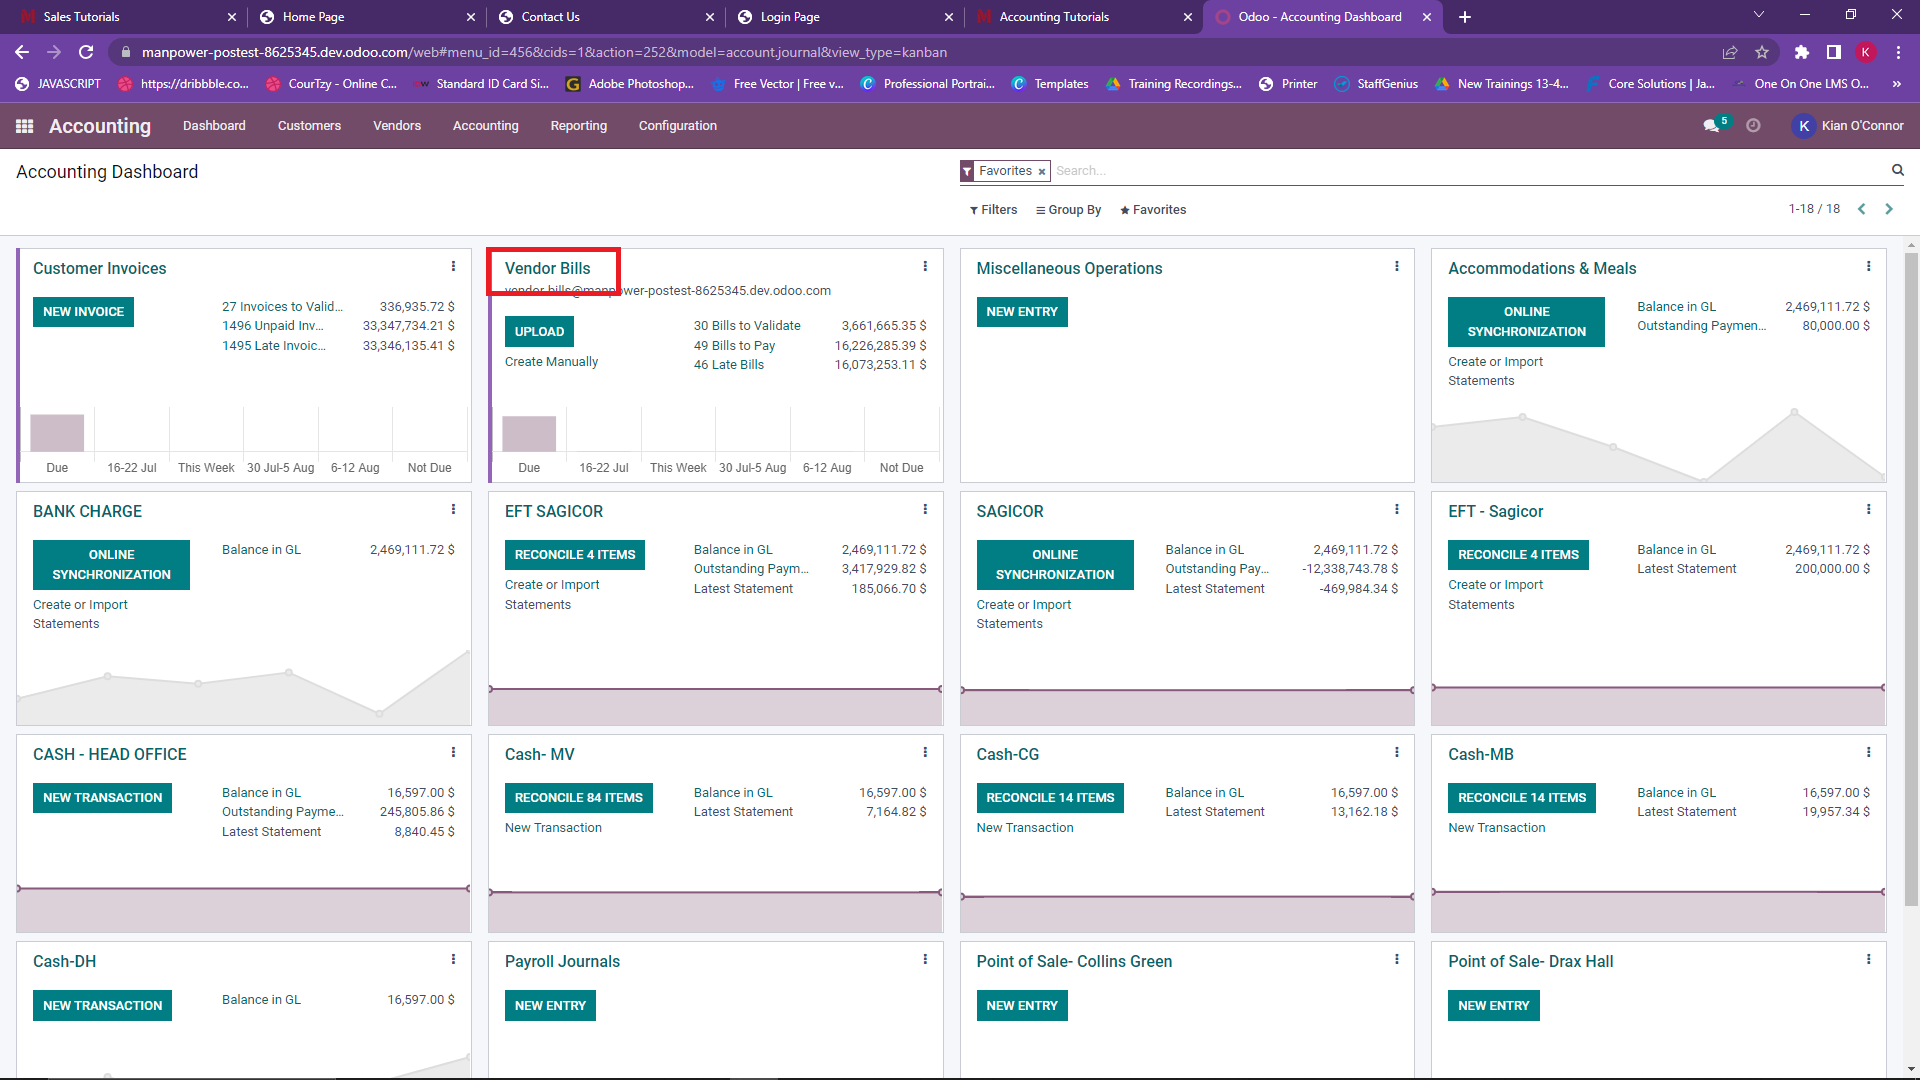 Sales Tutorials
Home Page
Contact Us
Login Page
Accounting Tutorials
Odoo - Accounting Dashboard
manpower-postest-8625345.dev.odoo.com/web#menu_id=456&cids=1&action=252&model=account.journal&view_type=kanban
K
JAVASCRIPT
https://dribbble.co...
CourTzy - Online C...
Standard ID Card Si...
Adobe Photoshop...
Free Vector | Free v...
Professional Portrai...
Templates
Training Recordings...
Printer
StaffGenius
New Trainings 13-4...
Core Solutions | Ja...
One On One LMS O...
»
Accounting Dashboard Customers Vendors Accounting Reporting Configuration
5
K Kian O'Connor
Accounting Dashboard
Favorites × Search...
Filters Group By Favorites
1-18 / 18
Customer Invoices
NEW INVOICE
27 Invoices to Valid... 336,935.72 $
1496 Unpaid Inv... 33,347,734.21 $
1495 Late Invoic... 33,346,135.41 $
Due 16-22 Jul This Week 30 Jul-5 Aug 6-12 Aug Not Due
Vendor Bills
vendor.bills@manpower-postest-8625345.dev.odoo.com
UPLOAD
Create Manually
30 Bills to Validate 3,661,665.35 $
49 Bills to Pay 16,226,285.39 $
46 Late Bills 16,073,253.11 $
Due 16-22 Jul This Week 30 Jul-5 Aug 6-12 Aug Not Due
Miscellaneous Operations
NEW ENTRY
Accommodations & Meals
ONLINE
SYNCHRONIZATION
Create or Import
Statements
Balance in GL 2,469,111.72 $
Outstanding Paymen... 80,000.00 $
BANK CHARGE
ONLINE
SYNCHRONIZATION
Create or Import
Statements
Balance in GL 2,469,111.72 $
EFT SAGICOR
RECONCILE 4 ITEMS
Create or Import
Statements
Balance in GL 2,469,111.72 $
Outstanding Paym... 3,417,929.82 $
Latest Statement 185,066.70 $
SAGICOR
ONLINE
SYNCHRONIZATION
Create or Import
Statements
Balance in GL 2,469,111.72 $
Outstanding Pay... -12,338,743.78 $
Latest Statement -469,984.34 $
EFT - Sagicor
RECONCILE 4 ITEMS
Create or Import
Statements
Balance in GL 2,469,111.72 $
Latest Statement 200,000.00 $
CASH - HEAD OFFICE
NEW TRANSACTION
Balance in GL 16,597.00 $
Outstanding Payme... 245,805.86 $
Latest Statement 8,840.45 $
Cash- MV
RECONCILE 84 ITEMS
New Transaction
Balance in GL 16,597.00 $
Latest Statement 7,164.82 $
Cash-CG
RECONCILE 14 ITEMS
New Transaction
Balance in GL 16,597.00 $
Latest Statement 13,162.18 $
Cash-MB
RECONCILE 14 ITEMS
New Transaction
Balance in GL 16,597.00 $
Latest Statement 19,957.34 $
Cash-DH
NEW TRANSACTION
Balance in GL 16,597.00 $
Payroll Journals
NEW ENTRY
Point of Sale- Collins Green
NEW ENTRY
Point of Sale- Drax Hall
NEW ENTRY